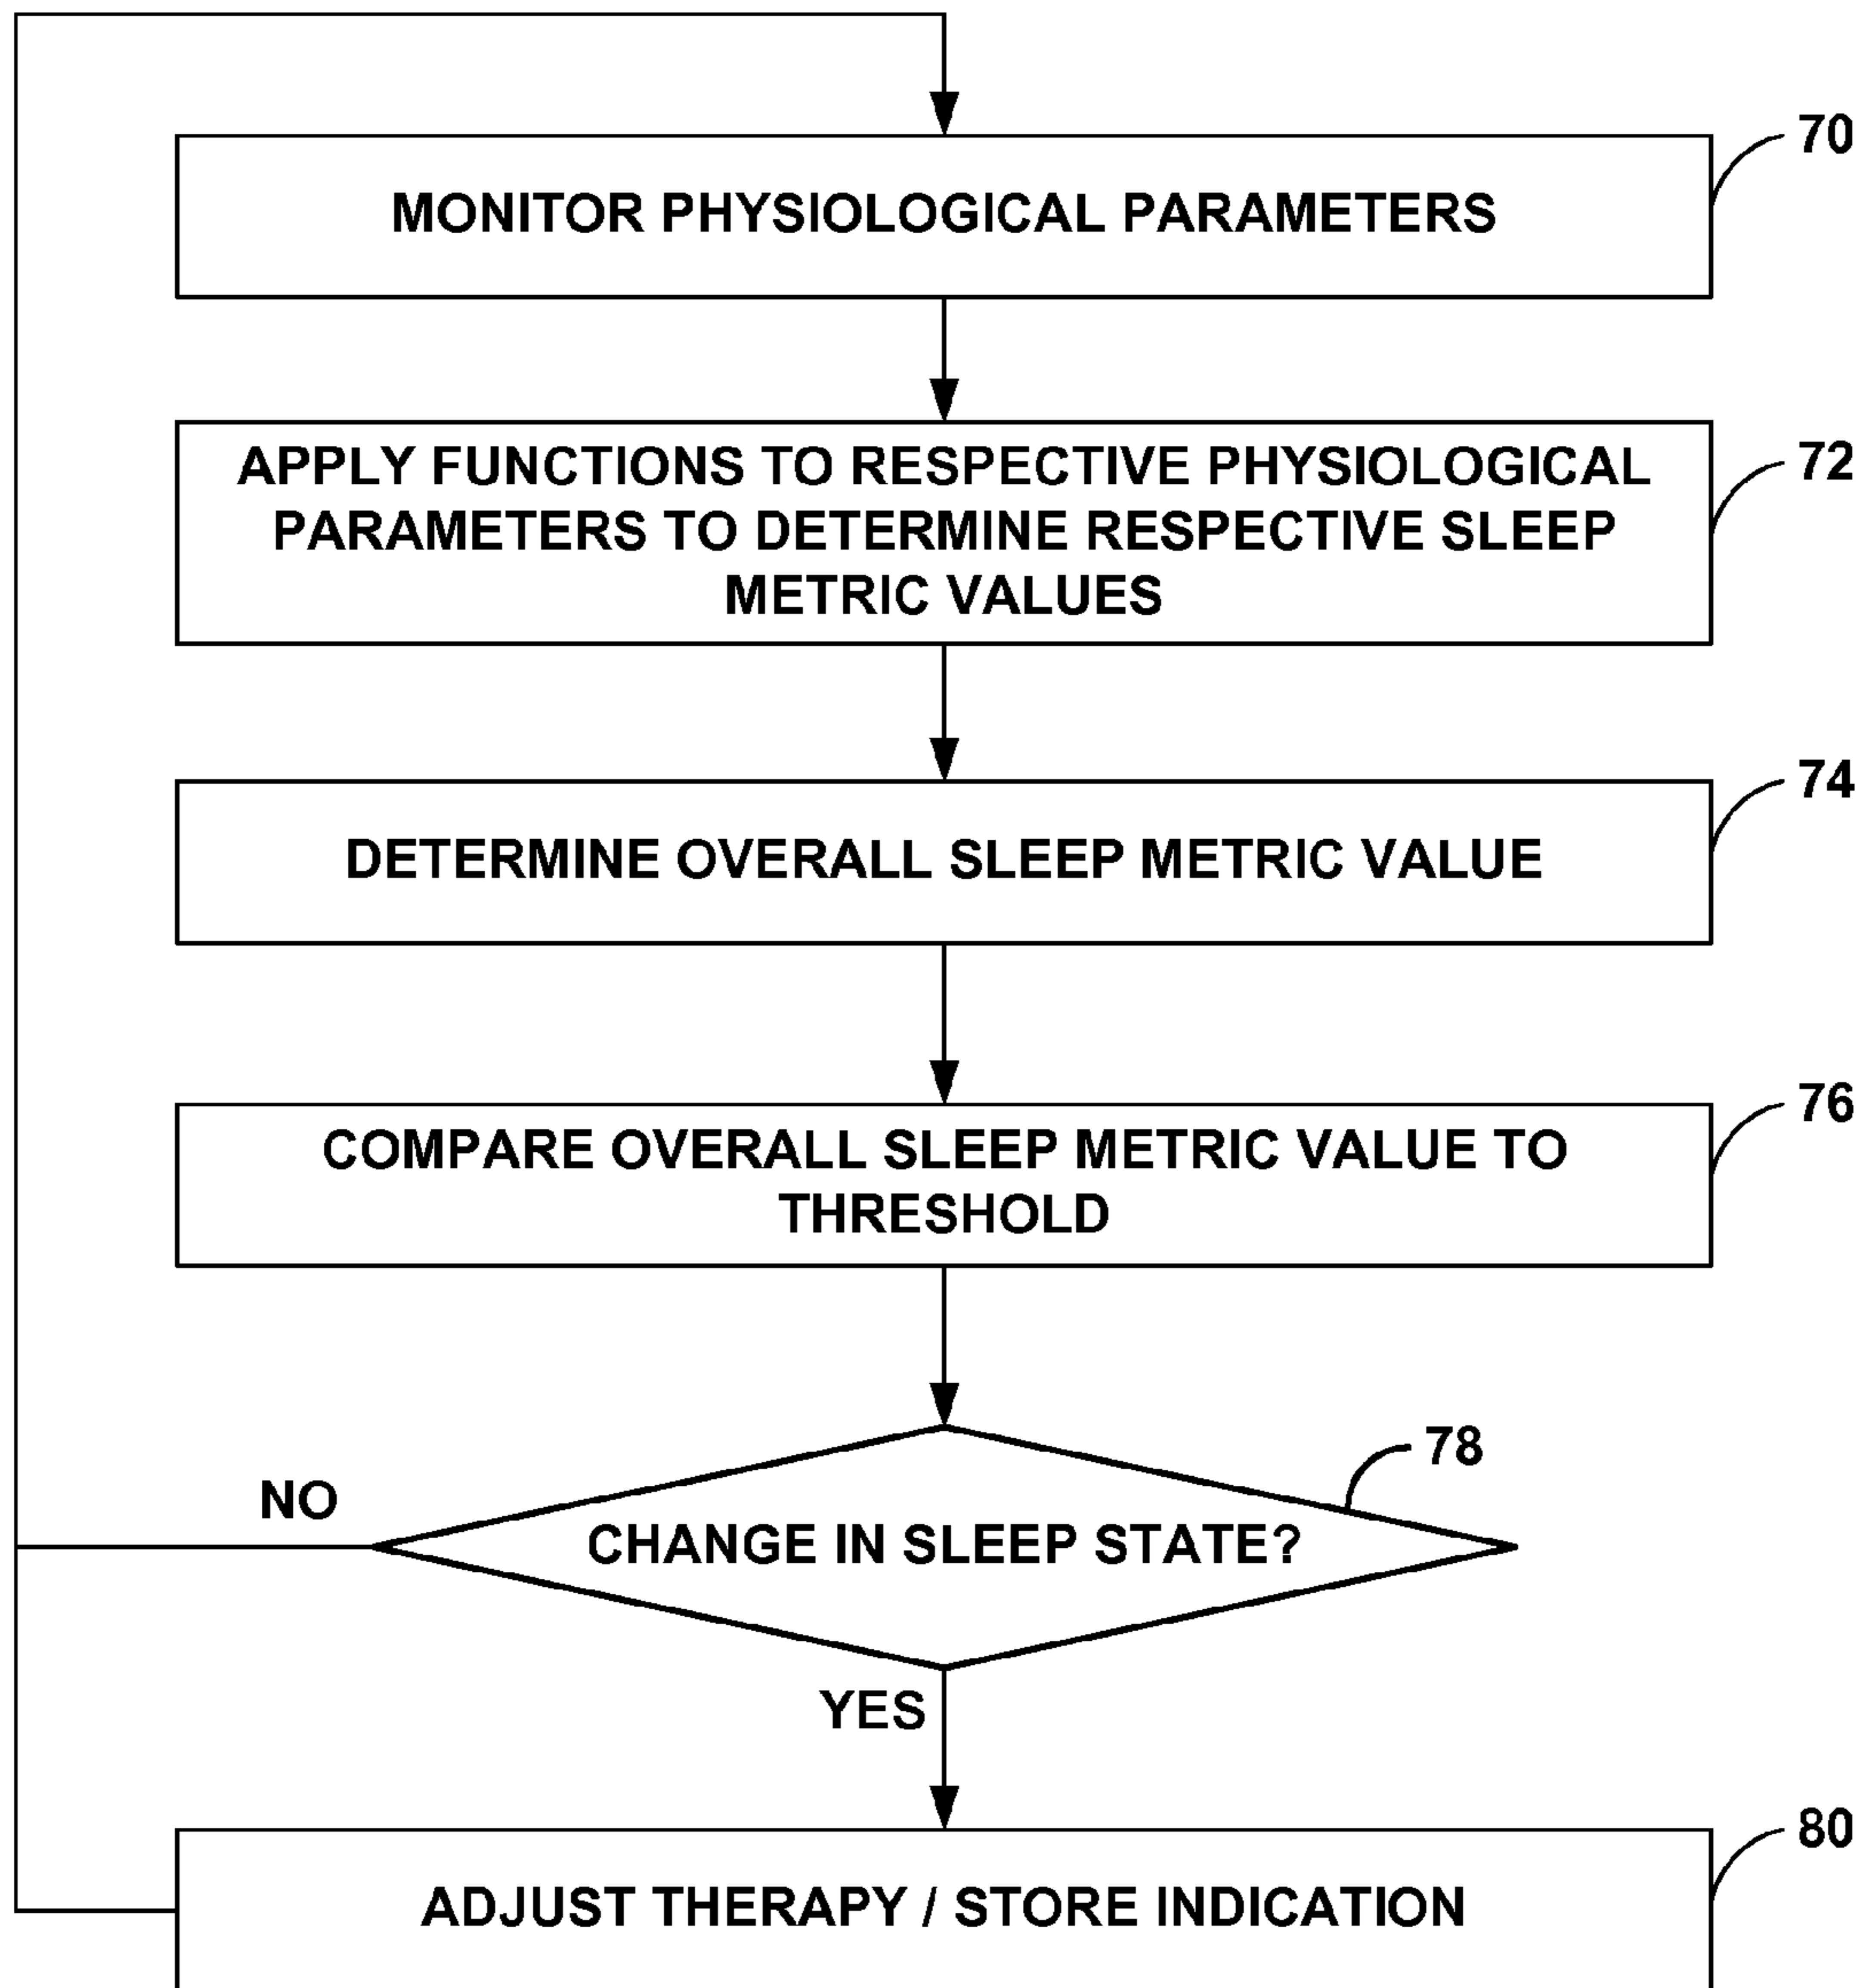 70
MONITOR PHYSIOLOGICAL PARAMETERS
72
APPLY FUNCTIONS TO RESPECTIVE PHYSIOLOGICAL
PARAMETERS TO DETERMINE RESPECTIVE SLEEP
METRIC VALUES
74
DETERMINE OVERALL SLEEP METRIC VALUE
76
COMPARE OVERALL SLEEP METRIC VALUE TO
THRESHOLD
78
NO
CHANGE IN SLEEP STATE?
YES
80
ADJUST THERAPY / STORE INDICATION